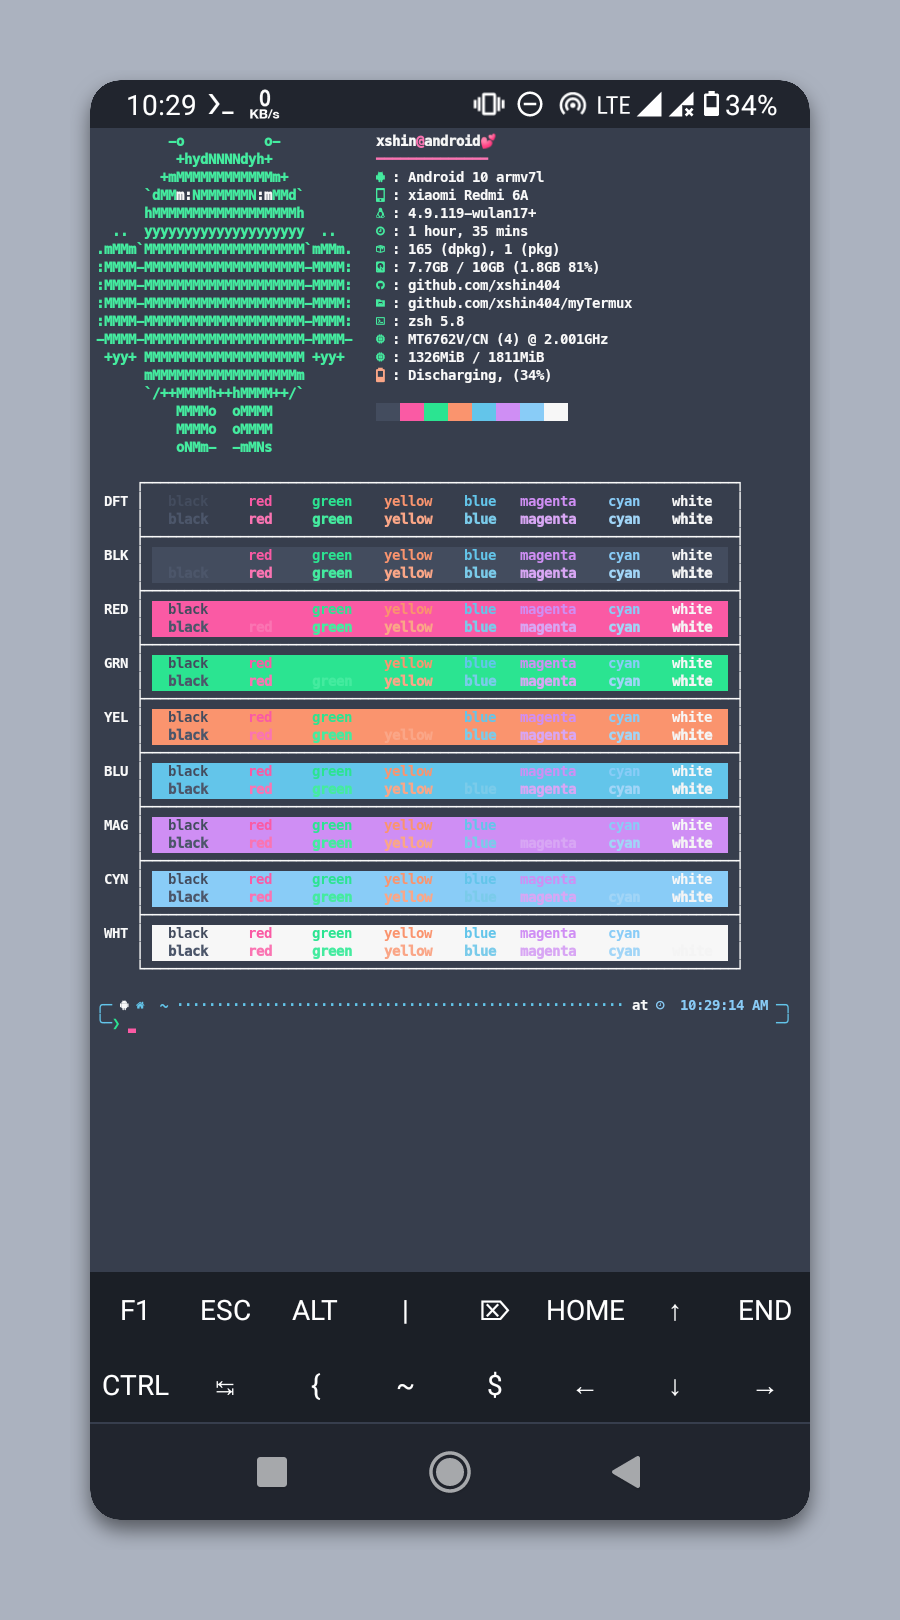 10:29 0 KB/s LTE 34%
—o          o—
+hydNNNNdyh+
+mMMMMMMMMMMMMm+
`dMMm:NMMMMMMN:mMMd`
hMMMMMMMMMMMMMMMMMMh
..  yyyyyyyyyyyyyyyyyyyy  ..
.mMMm`MMMMMMMMMMMMMMMMMMMM`mMMm.
:MMMM—MMMMMMMMMMMMMMMMMMMM—MMMM:
:MMMM—MMMMMMMMMMMMMMMMMMMM—MMMM:
:MMMM—MMMMMMMMMMMMMMMMMMMM—MMMM:
:MMMM—MMMMMMMMMMMMMMMMMMMM—MMMM:
—MMMM—MMMMMMMMMMMMMMMMMMMM—MMMM—
+yy+ MMMMMMMMMMMMMMMMMMMM +yy+
mMMMMMMMMMMMMMMMMMMm
`/++MMMMh++hMMMM++/`
MMMMo  oMMMM
MMMMo  oMMMM
oNMm—  —mMNs
xshin@android💕
: Android 10 armv7l
: xiaomi Redmi 6A
: 4.9.119—wulan17+
: 1 hour, 35 mins
: 165 (dpkg), 1 (pkg)
: 7.7GB / 10GB (1.8GB 81%)
: github.com/xshin404
: github.com/xshin404/myTermux
: zsh 5.8
: MT6762V/CN (4) @ 2.001GHz
: 1326MiB / 1811MiB
: Discharging, (34%)
DFT black red green yellow blue magenta cyan white
black red green yellow blue magenta cyan white
BLK red green yellow blue magenta cyan white
black red green yellow blue magenta cyan white
RED black green yellow blue magenta cyan white
black red green yellow blue magenta cyan white
GRN black red yellow blue magenta cyan white
black red green yellow blue magenta cyan white
YEL black red green blue magenta cyan white
black red green yellow blue magenta cyan white
BLU black red green yellow magenta cyan white
black red green yellow blue magenta cyan white
MAG black red green yellow blue cyan white
black red green yellow blue magenta cyan white
CYN black red green yellow blue magenta white
black red green yellow blue magenta cyan white
WHT black red green yellow blue magenta cyan
black red green yellow blue magenta cyan
~ ························································ at 10:29:14 AM
❯
F1 ESC ALT | ⌦ HOME ↑ END
CTRL ↹ { ~ $ ← ↓ →